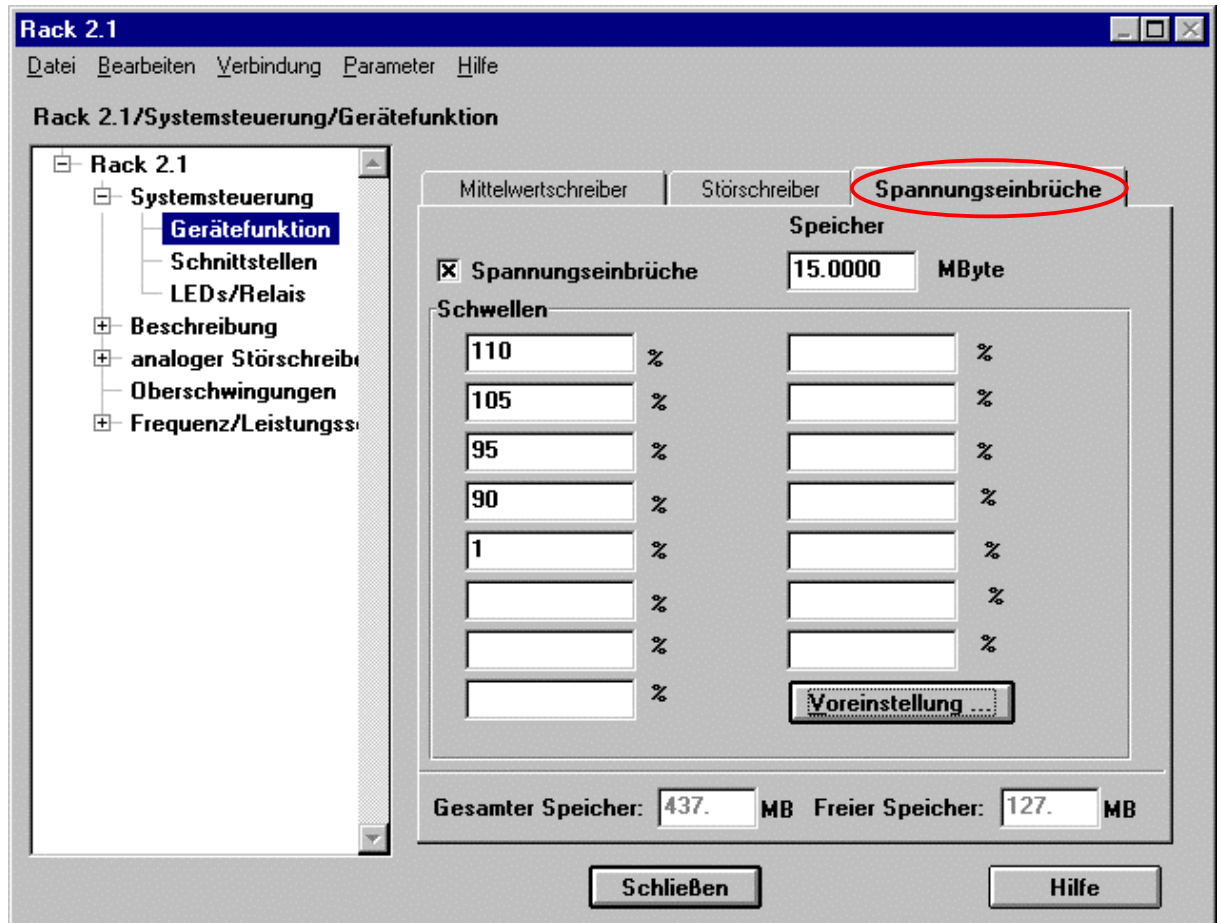 Rack 2.1
Datei Bearbeiten Verbindung Parameter Hilfe
Rack 2.1/Systemsteuerung/Gerätefunktion
Rack 2.1
Systemsteuerung
Gerätefunktion
Schnittstellen
LEDs/Relais
Beschreibung
analoger Störschreibe
Oberschwingungen
Frequenz/Leistungss
Mittelwertschreiber Störschreiber Spannungseinbrüche
Speicher
Spannungseinbrüche 15.0000 MByte
Schwellen
110 % %
105 % %
95 % %
90 % %
1 % %
% %
% %
% Voreinstellung ...
Gesamter Speicher: 437. MB Freier Speicher: 127. MB
Schließen Hilfe